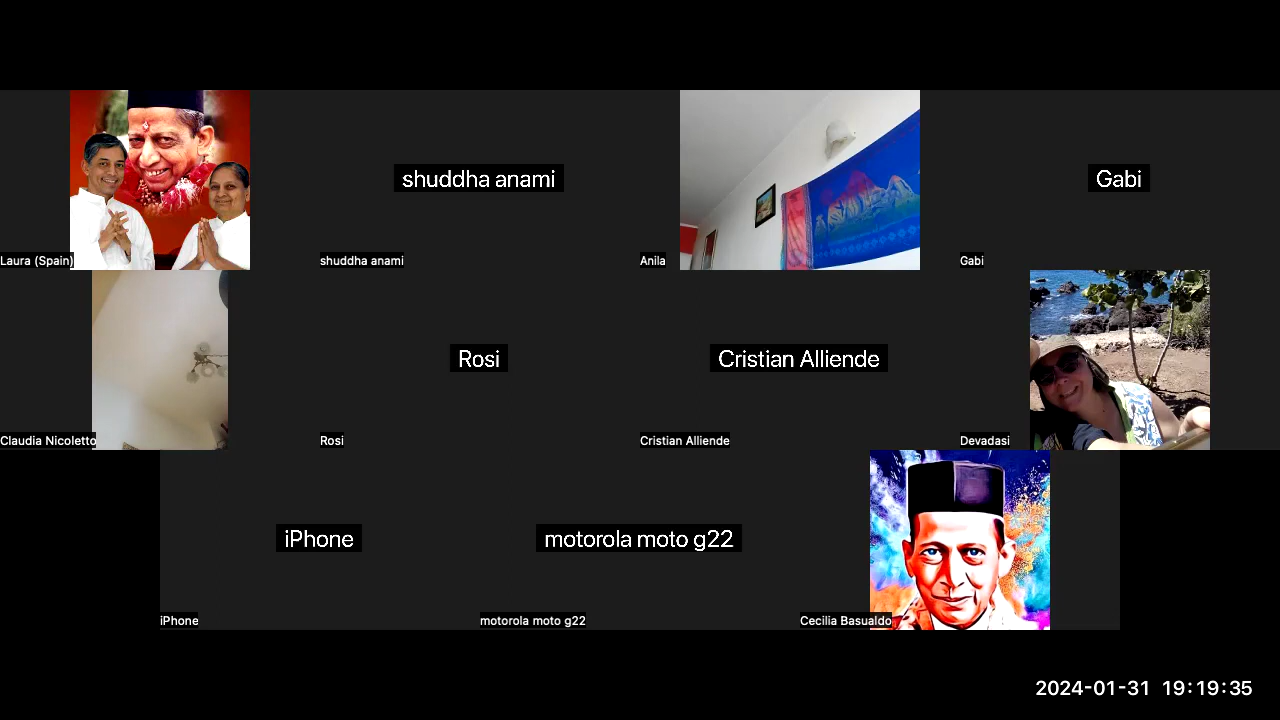 shuddha anami
Gabi
Laura (Spain)
shuddha anami
Anila
Gabi
Rosi
Cristian Alliende
Claudia Nicoletto
Rosi
Cristian Alliende
Devadasi
iPhone
motorola moto g22
iPhone
motorola moto g22
Cecilia Basualdo
2024-01-31 19:19:35